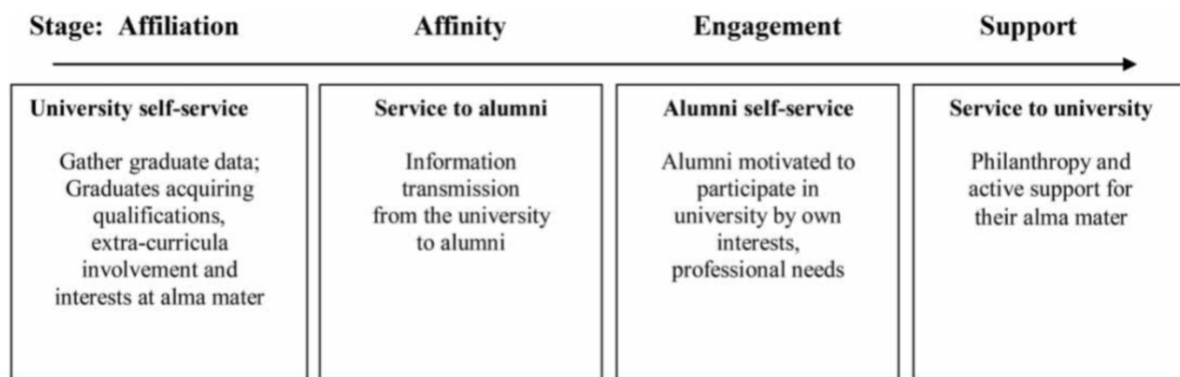 Stage: Affiliation
Affinity
Engagement
Support
University self-service
Gather graduate data;
Graduates acquiring
qualifications,
extra-curricula
involvement and
interests at alma mater
Service to alumni
Information
transmission
from the university
to alumni
Alumni self-service
Alumni motivated to
participate in
university by own
interests,
professional needs
Service to university
Philanthropy and
active support for
their alma mater